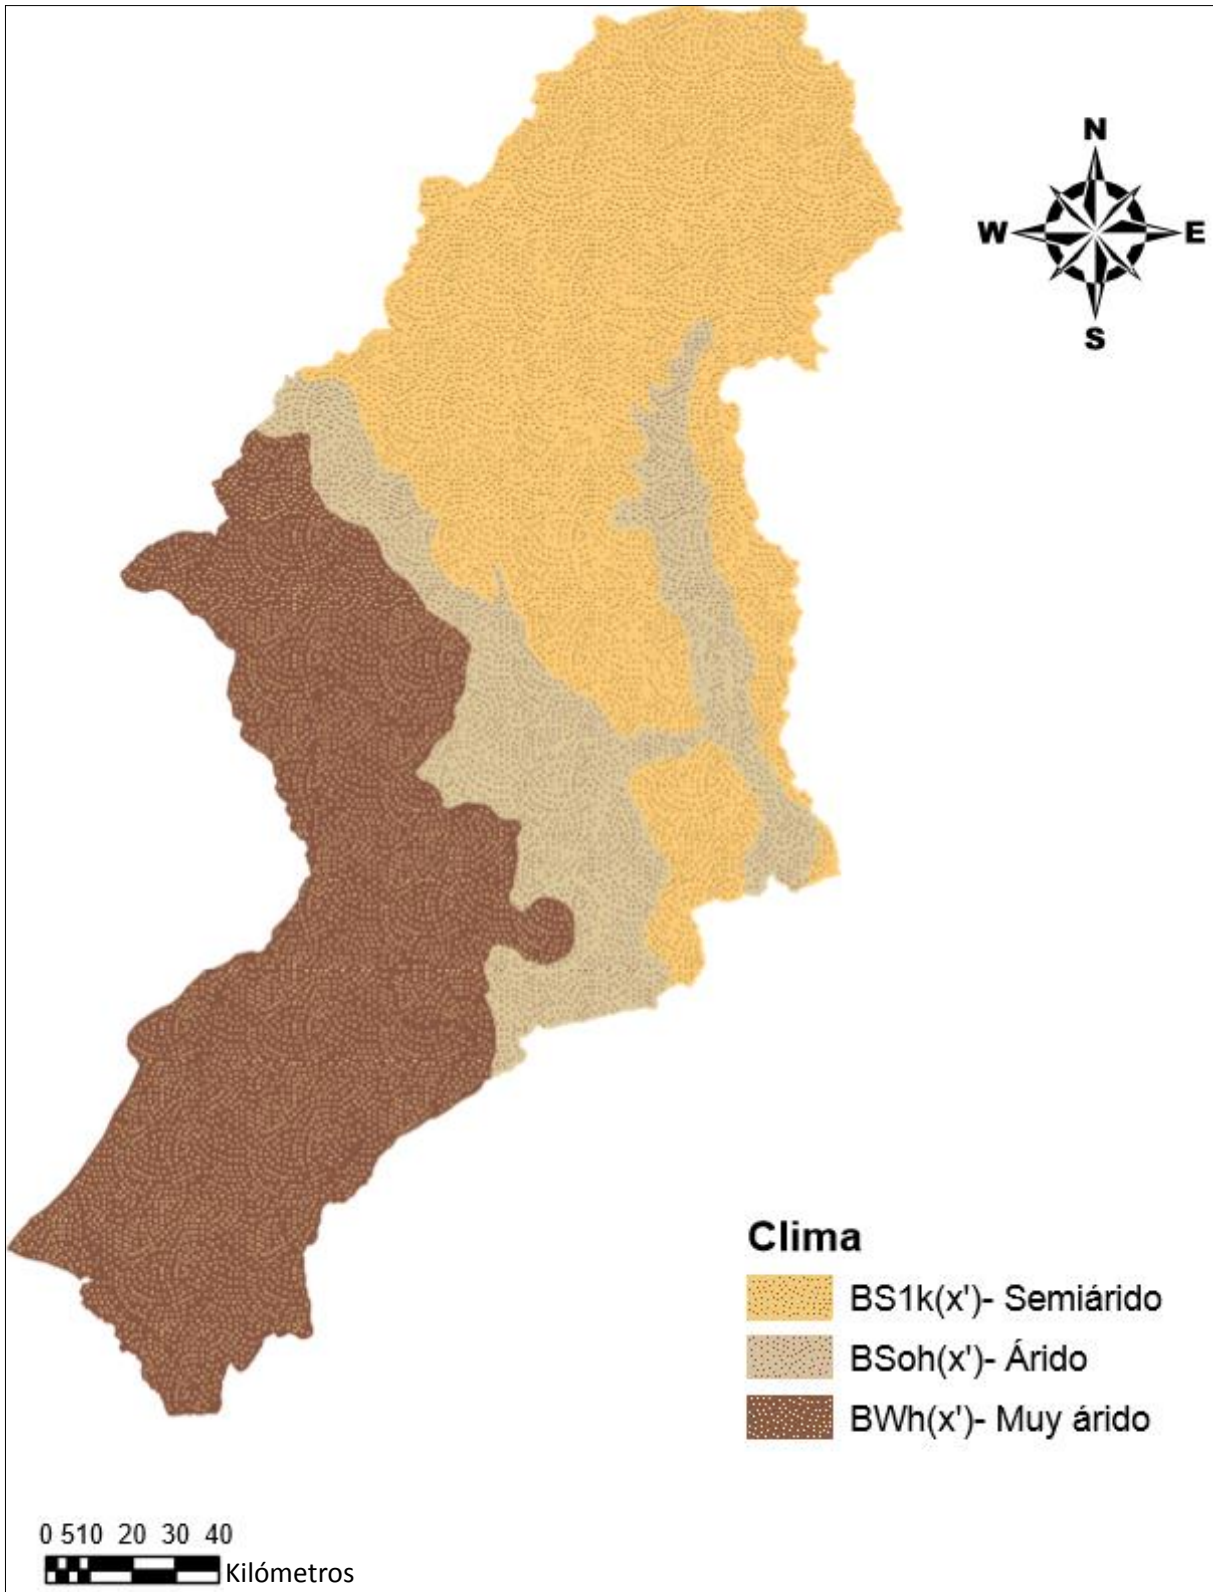 N
W E
S
Clima
BS1k(x')- Semiárido
BSoh(x')- Árido
BWh(x')- Muy árido
0 510 20 30 40
Kilómetros